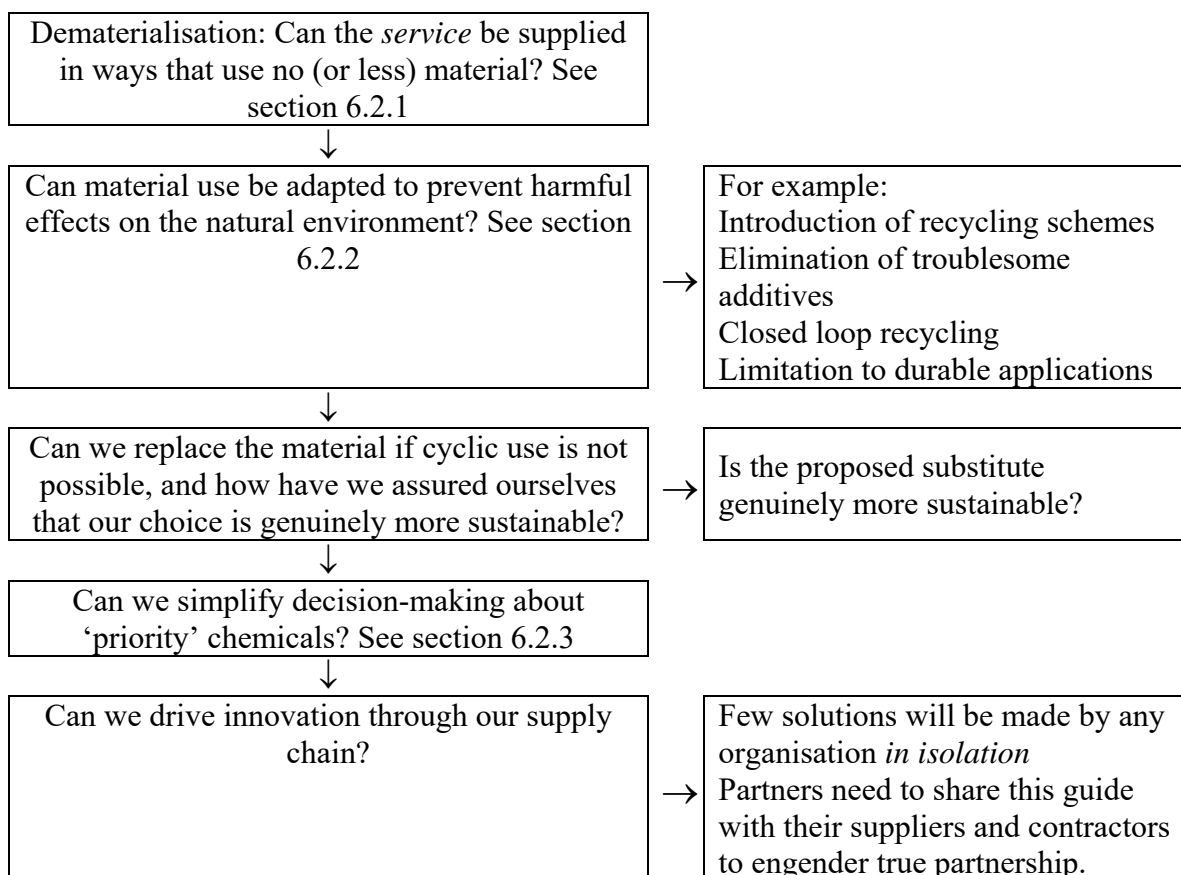 Dematerialisation: Can the service be supplied
in ways that use no (or less) material? See
section 6.2.1
↓
Can material use be adapted to prevent harmful
effects on the natural environment? See section
6.2.2
→
For example:
Introduction of recycling schemes
Elimination of troublesome
additives
Closed loop recycling
Limitation to durable applications
↓
Can we replace the material if cyclic use is not
possible, and how have we assured ourselves
that our choice is genuinely more sustainable?
→
Is the proposed substitute
genuinely more sustainable?
↓
Can we simplify decision-making about
‘priority’ chemicals? See section 6.2.3
↓
Can we drive innovation through our supply
chain?
→
Few solutions will be made by any
organisation in isolation
Partners need to share this guide
with their suppliers and contractors
to engender true partnership.